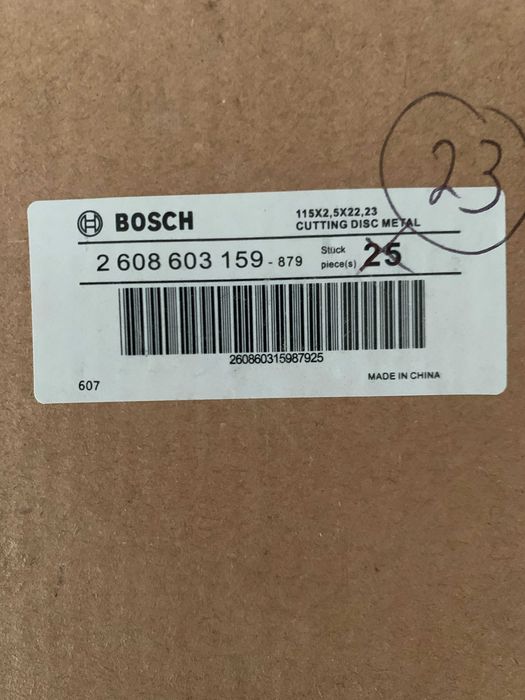 23
BOSCH
115X2,5X22,23
CUTTING DISC METAL
2 608 603 159 - 879
Stück
piece(s)
25
260860315987925
607
MADE IN CHINA